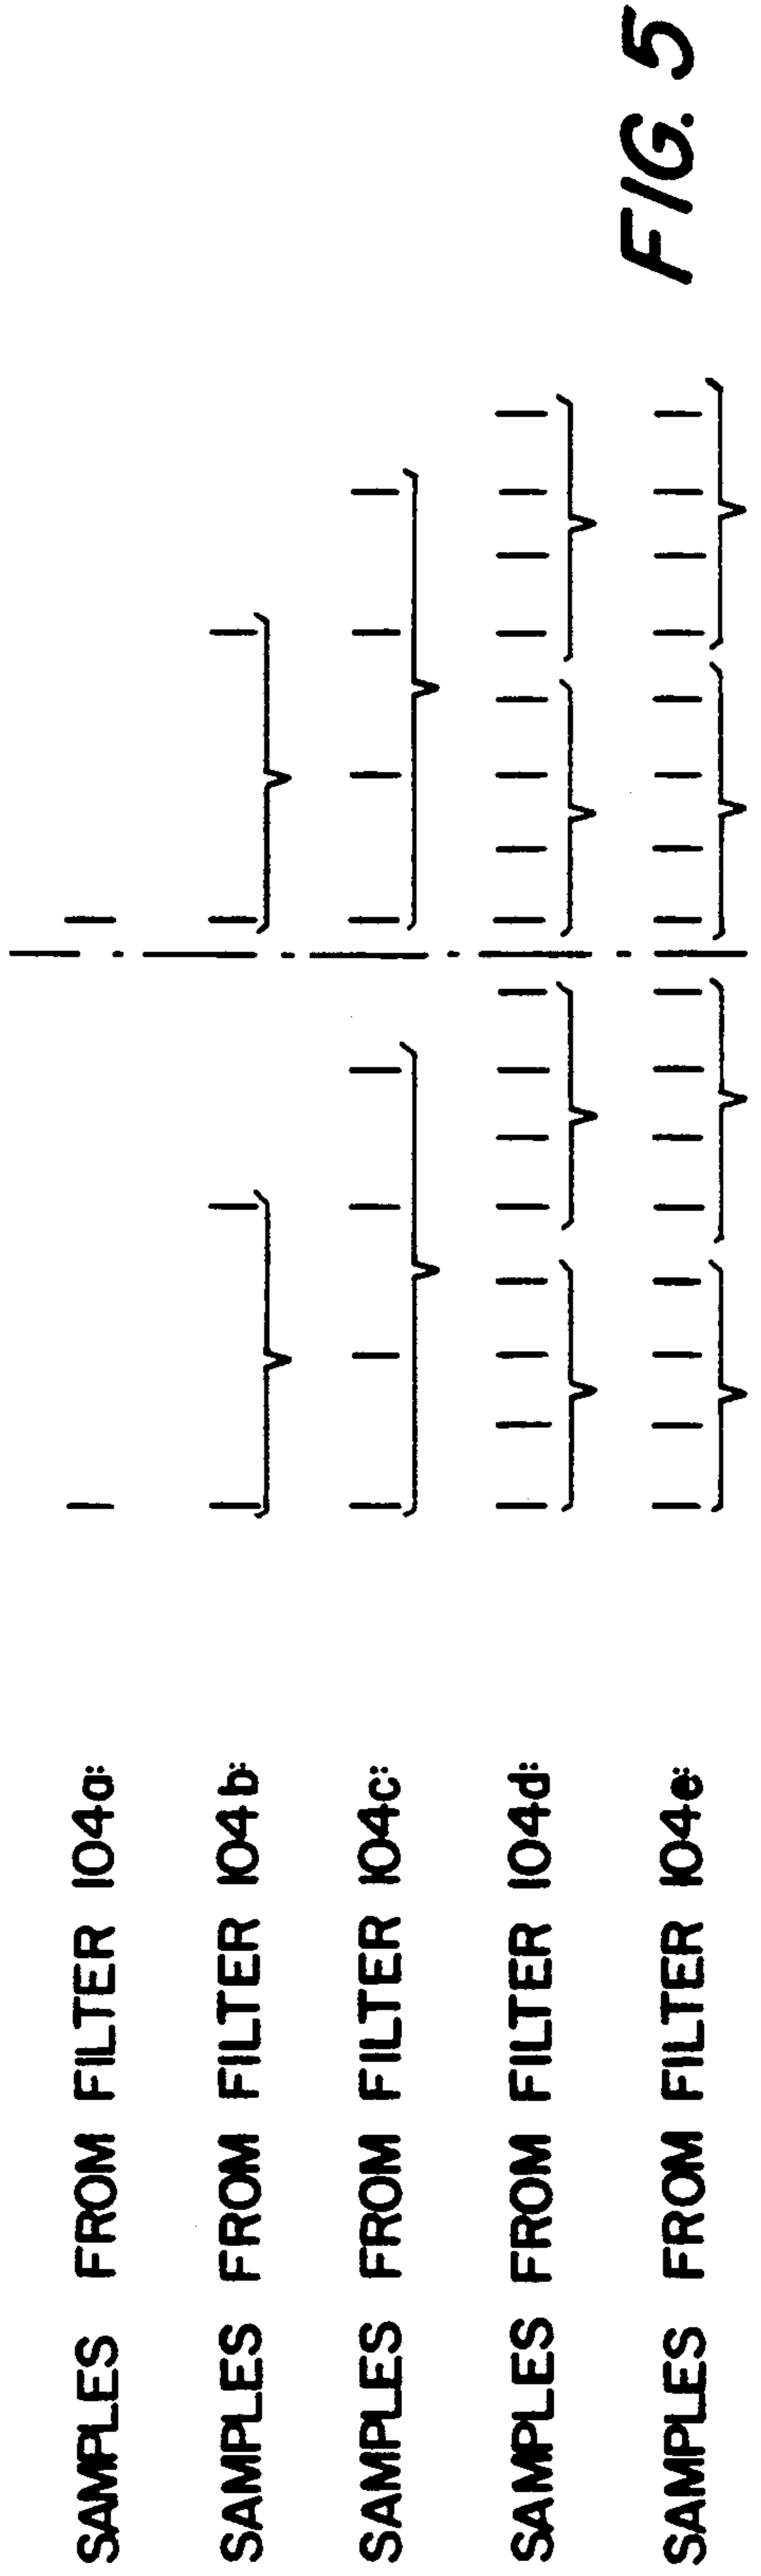 SAMPLES FROM FILTER 104a:
SAMPLES FROM FILTER 104b:
SAMPLES FROM FILTER 104c:
SAMPLES FROM FILTER 104d:
SAMPLES FROM FILTER 104e:
FIG. 5